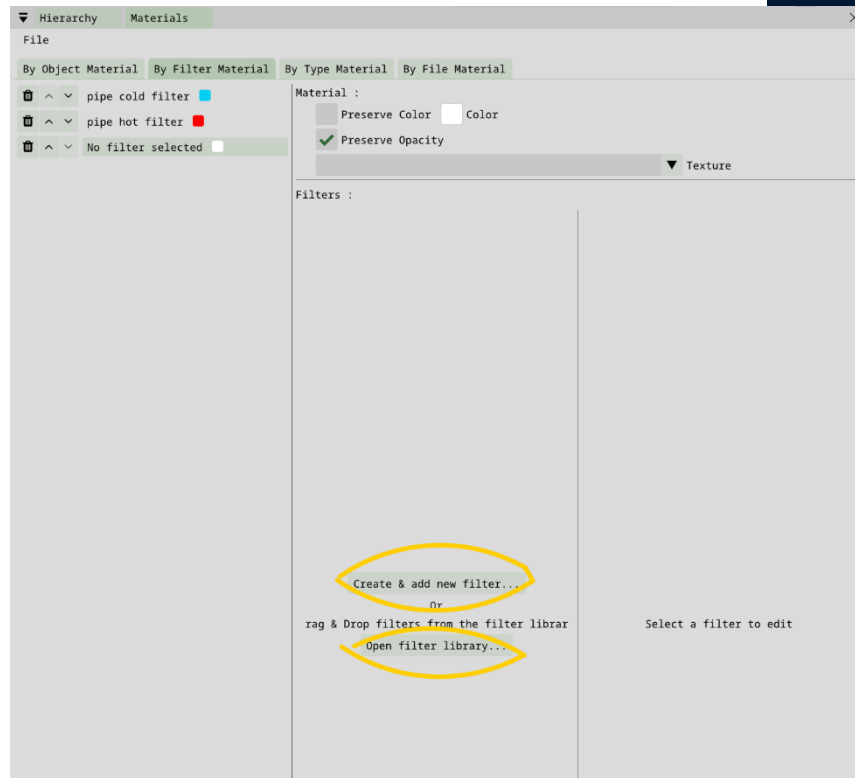 Hierarchy Materials
File
By Object Material By Filter Material By Type Material By File Material
pipe cold filter
pipe hot filter
No filter selected
Material :
Preserve Color Color
Preserve Opacity
Texture
Filters :
Create & add new filter...
Or
rag & Drop filters from the filter librar
Open filter library...
Select a filter to edit